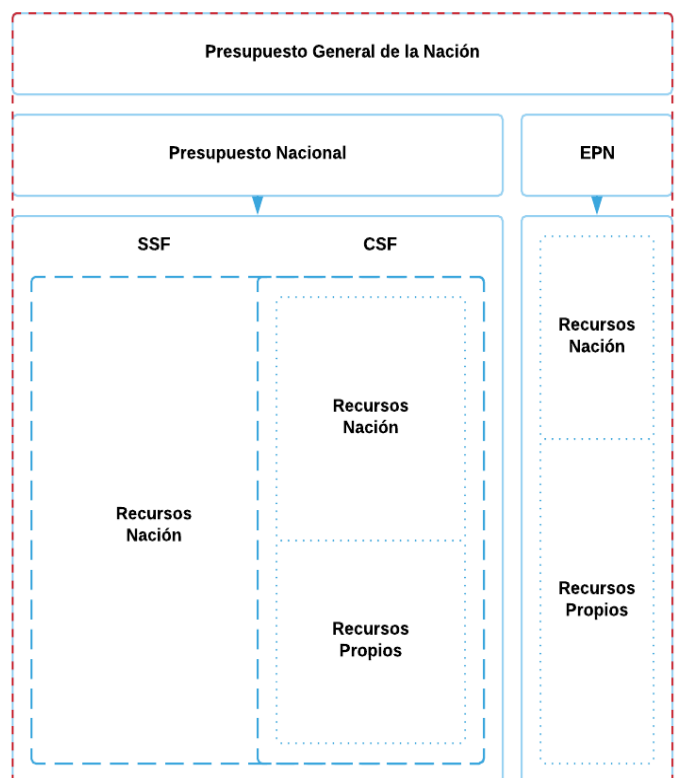 Presupuesto General de la Nación
Presupuesto Nacional
EPN
SSF
CSF
Recursos
Nación
Recursos
Nación
Recursos
Propios
Recursos
Nación
Recursos
Propios